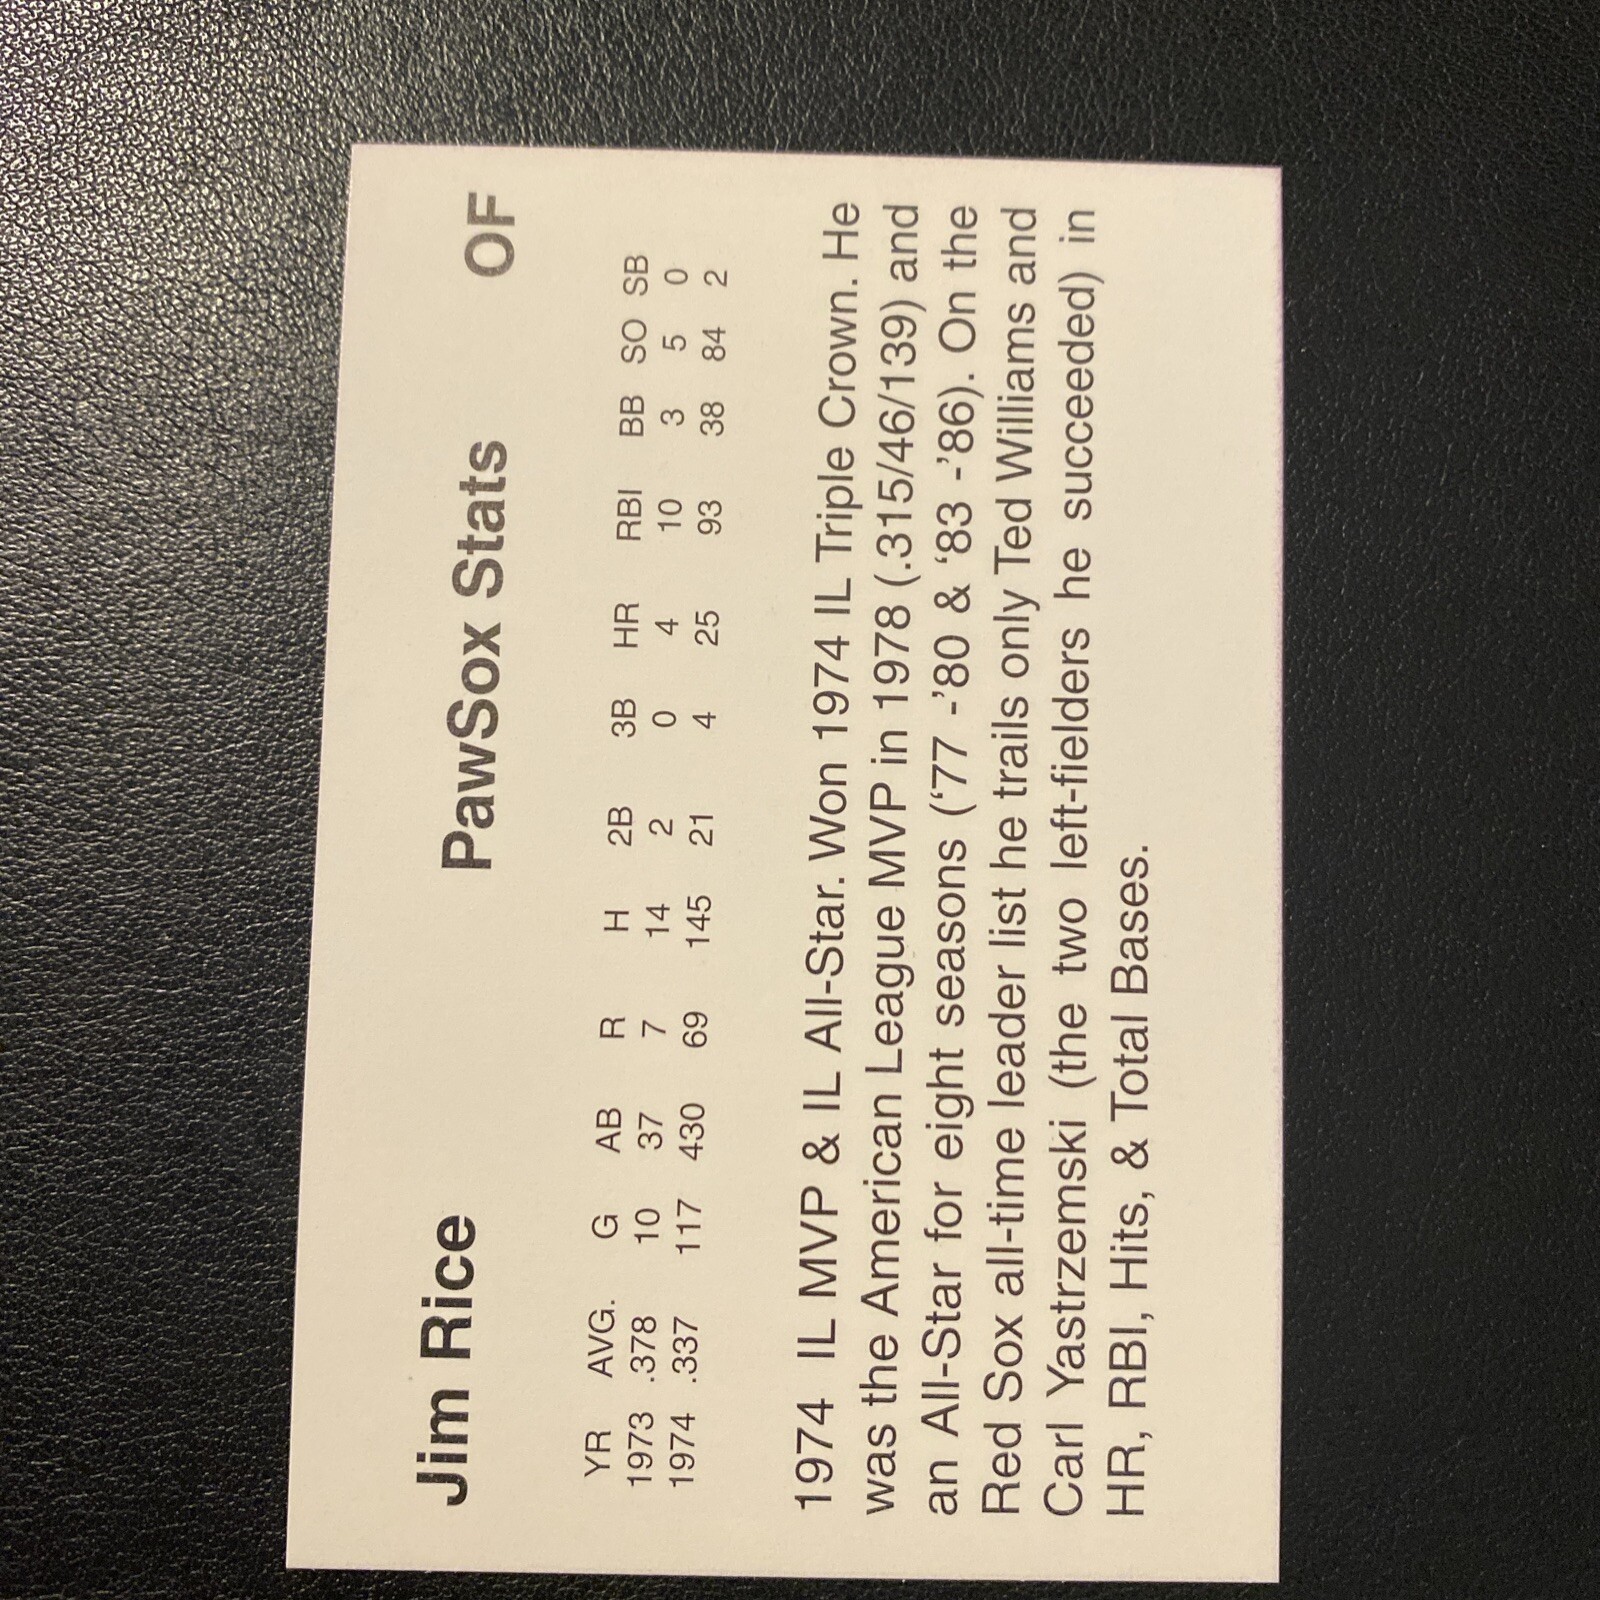 Jim Rice PawSox Stats OF
YR AVG. G AB R H 2B 3B HR RBI BB SO SB
1973 .378 10 37 7 14 2 0 4 10 3 5 0
1974 .337 117 430 69 145 21 4 25 93 38 84 2
1974 IL MVP & IL All-Star. Won 1974 IL Triple Crown. He
was the American League MVP in 1978 (.315/46/139) and
an All-Star for eight seasons (‘77 -’80 & ‘83 -’86). On the
Red Sox all-time leader list he trails only Ted Williams and
Carl Yastrzemski (the two left-fielders he succeeded) in
HR, RBI, Hits, & Total Bases.